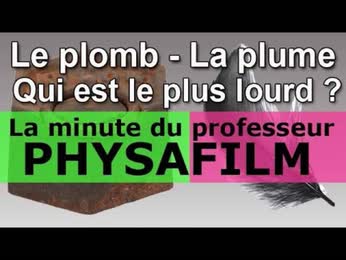 Le plomb - La plume
Qui est le plus lourd ?
La minute du professeur
PHYSAFILM